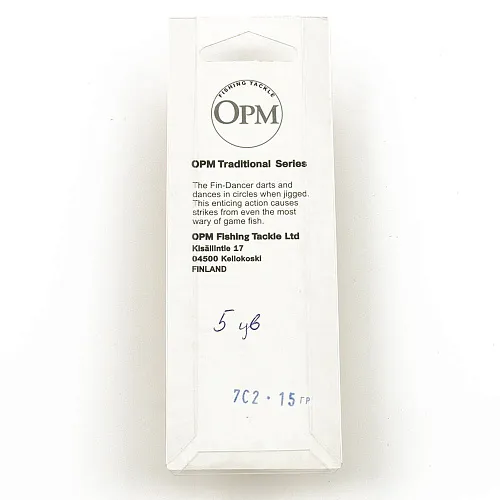 FISHING TACKLE
OPM
OPM Traditional Series
The Fin-Dancer darts and
dances in circles when jigged.
This enticing action causes
strikes from even the most
wary of game fish.
OPM Fishing Tackle Ltd
Kisällintie 17
04500 Kellokoski
FINLAND
5 цв
7C2 · 15 ГР